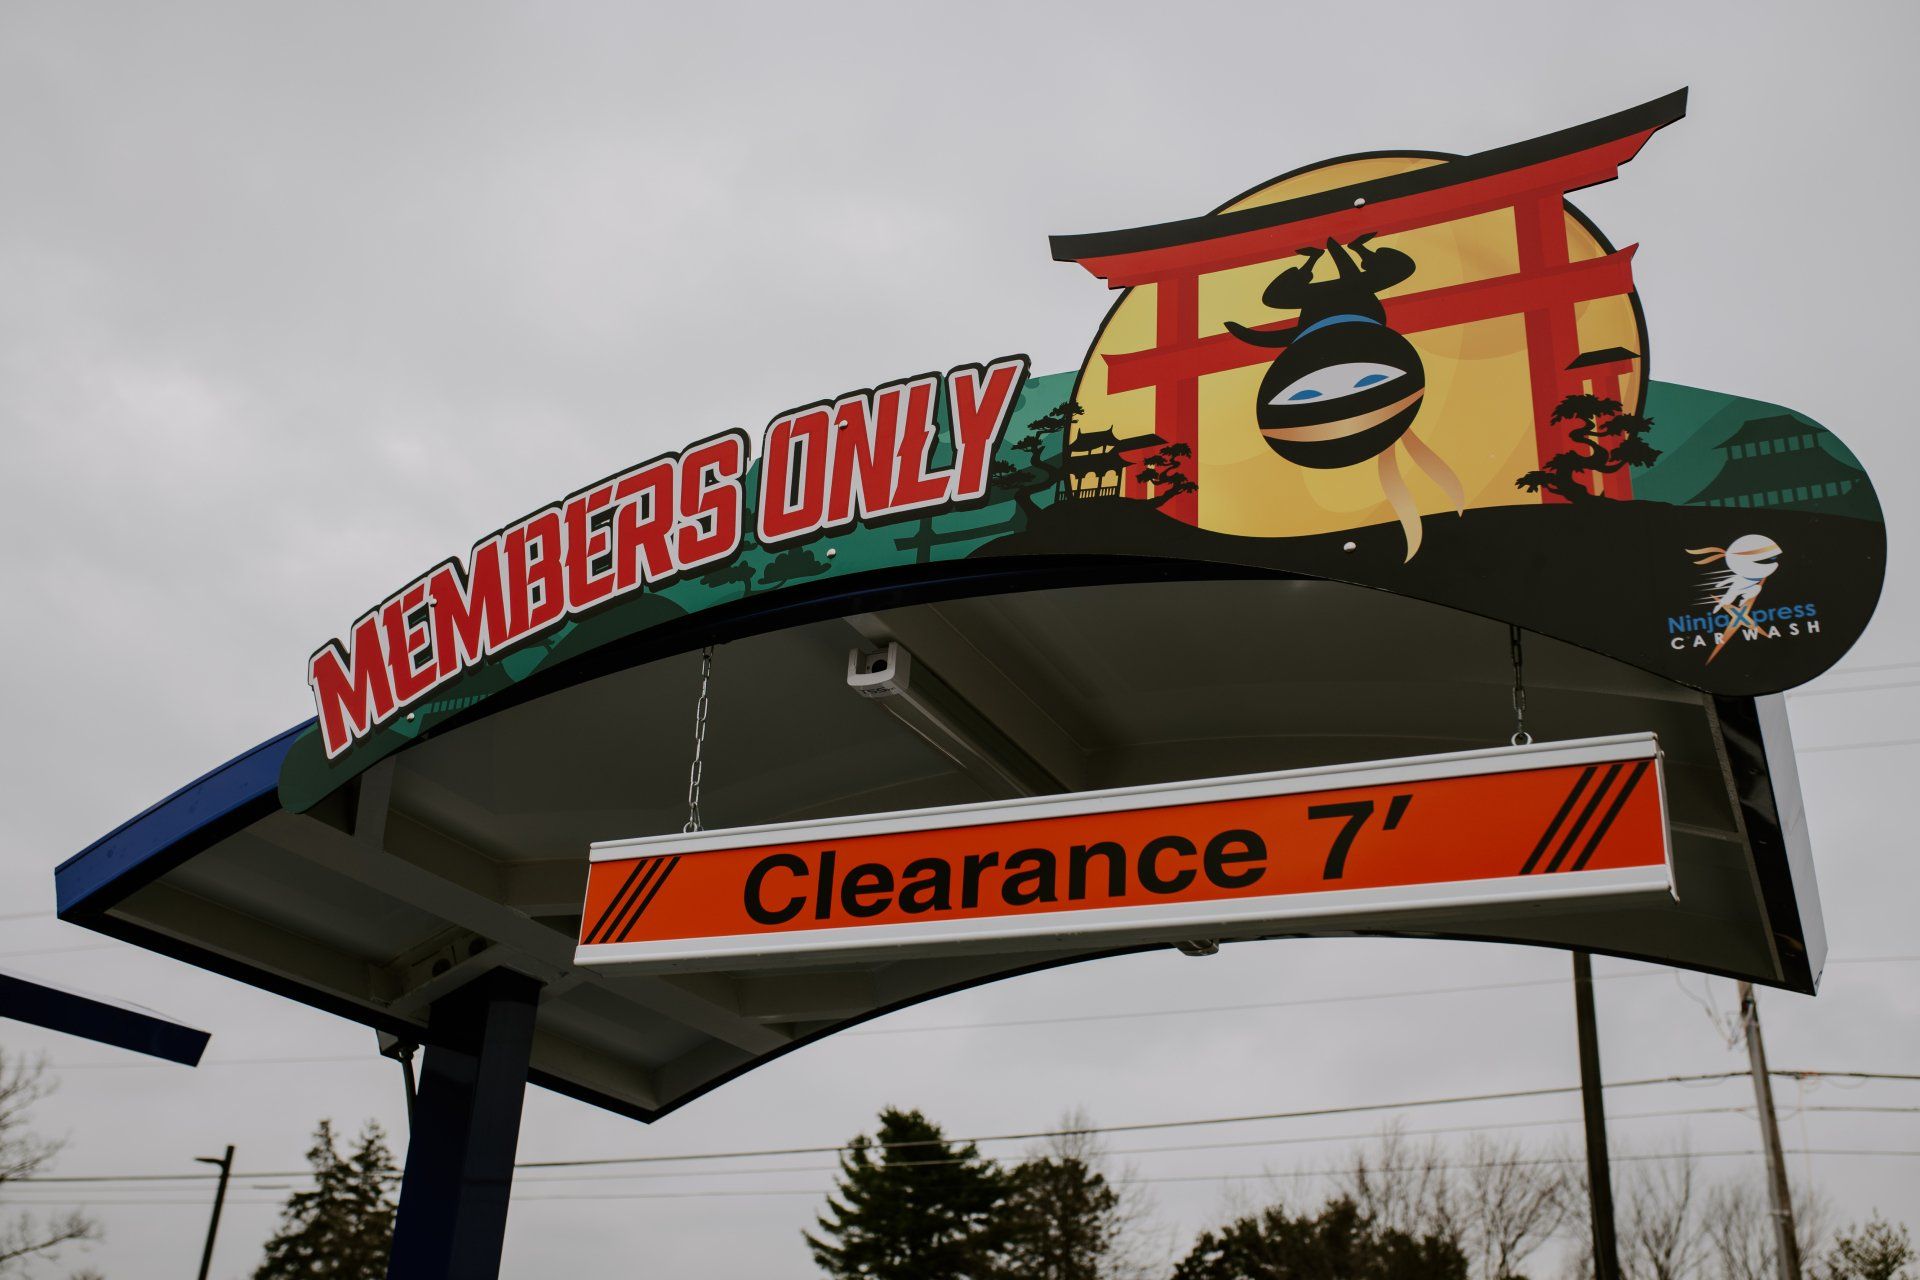 MEMBERS ONLY
NinjaXpress
CAR WASH
Clearance 7'